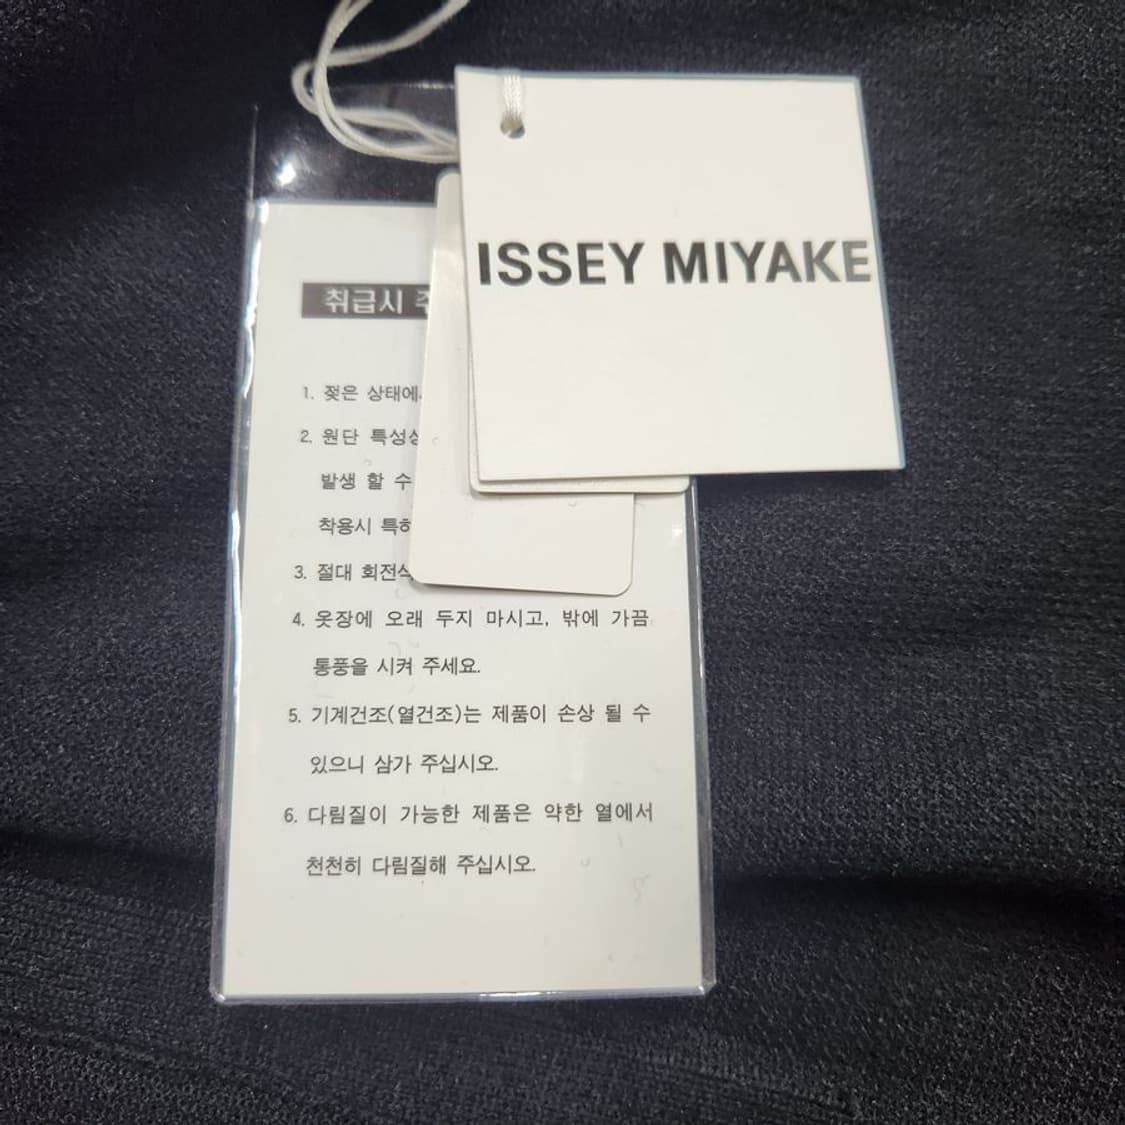 ISSEY MIYAKE
취급시
1. 젖은 상태에
2. 원단 특성상
발생 할 수
착용시
3. 절대
4. 옷장에 오래 두지 마시고, 밖에 가끔
통풍을 시켜 주세요.
5. 기계건조(열건조)는 제품이 손상 될 수
있으니 삼가 주십시오.
6. 다림질이 가능한 제품은 약한 열에서
천천히 다림질해 주십시오.